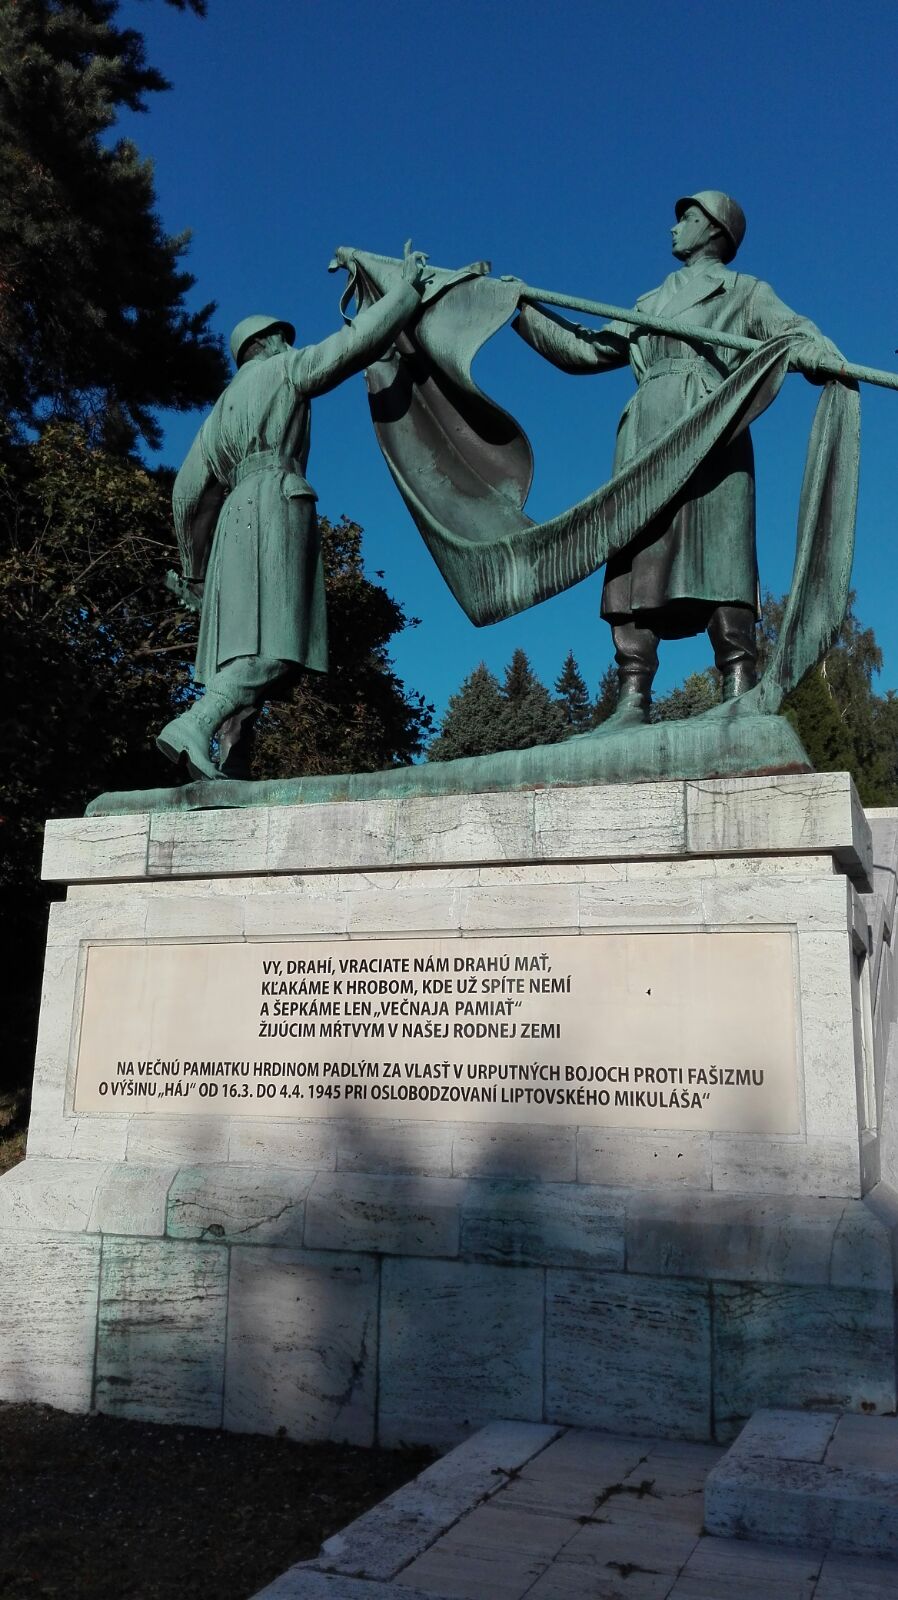 VY, DRAHÍ, VRACIATE NÁM DRAHÚ MAŤ,
KĽAKÁME K HROBOM, KDE UŽ SPÍTE NEMÍ
A ŠEPKÁME LEN „VEČNAJA PAMIAŤ“
ŽIJÚCIM MŔTVYM V NAŠEJ RODNEJ ZEMI
NA VEČNÚ PAMIATKU HRDINOM PADLÝM ZA VLASŤ V URPUTNÝCH BOJOCH PROTI FAŠIZMU
O VÝŠINU „HÁJ“ OD 16.3. DO 4.4. 1945 PRI OSLOBODZOVANÍ LIPTOVSKÉHO MIKULÁŠA“